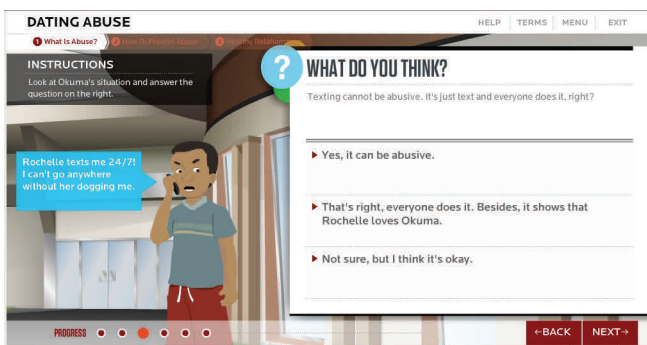 DATING ABUSE
HELP TERMS MENU EXIT
1 What Is Abuse? 2 How To Prevent Abuse 3 Healthy Relationships
INSTRUCTIONS
Look at Okuma's situation and answer the
question on the right.
?
WHAT DO YOU THINK?
Texting cannot be abusive. It's just text and everyone does it, right?
Rochelle texts me 24/7!
I can't go anywhere
without her dogging me.
Yes, it can be abusive.
That's right, everyone does it. Besides, it shows that
Rochelle loves Okuma.
Not sure, but I think it's okay.
PROGRESS
←BACK NEXT→